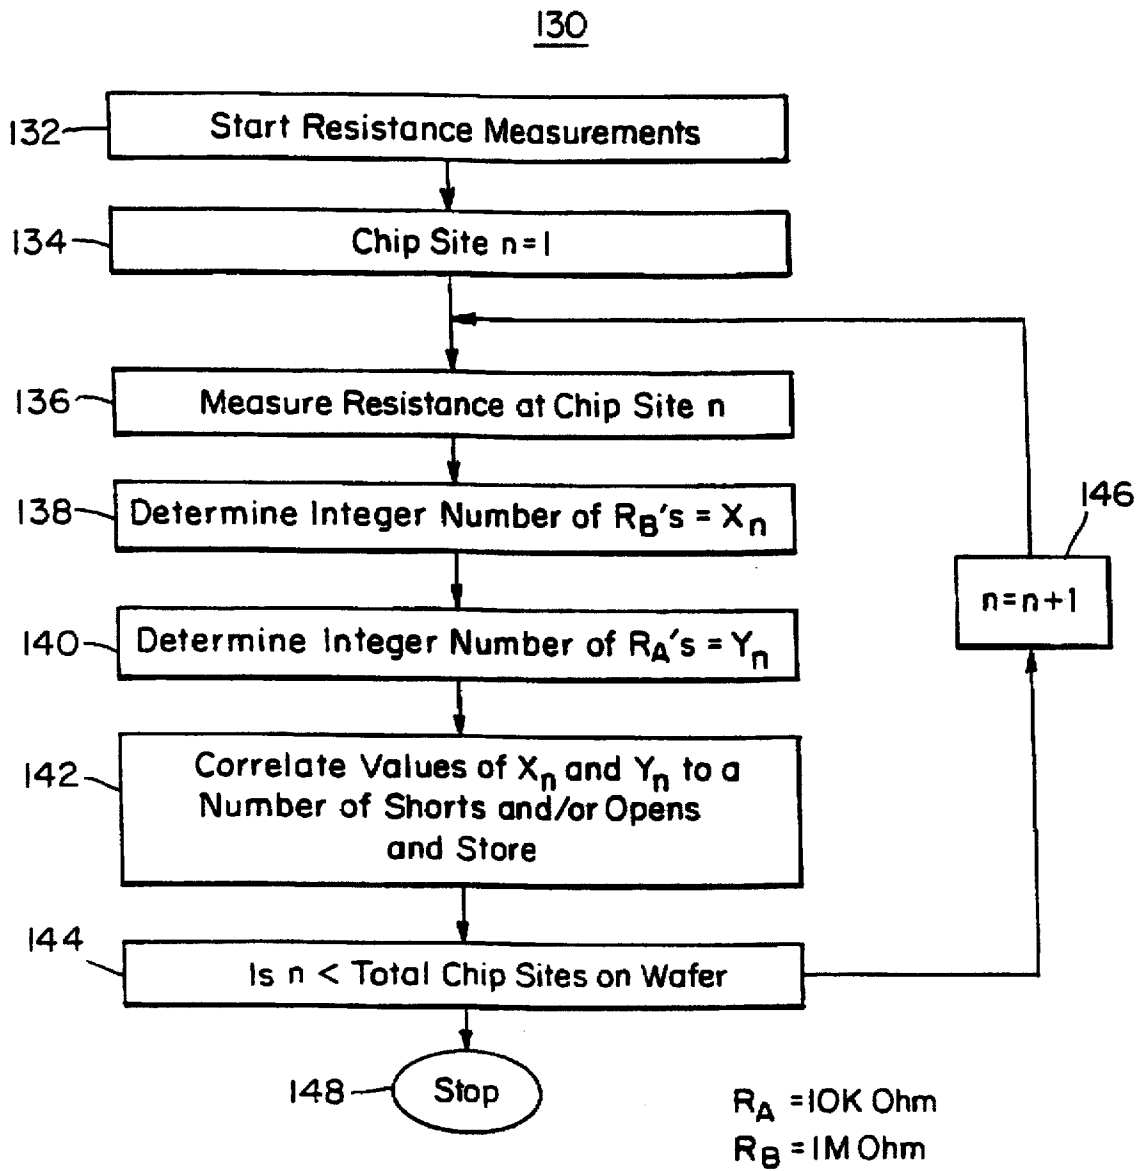 130
132
Start Resistance Measurements
134
Chip Site n=1
136
Measure Resistance at Chip Site n
138
Determine Integer Number of RB's = Xn
146
n=n+1
140
Determine Integer Number of RA's = Yn
142
Correlate Values of Xn and Yn to a
Number of Shorts and/or Opens
and Store
144
Is n < Total Chip Sites on Wafer
148
Stop
RA = 10K Ohm
RB = 1M Ohm